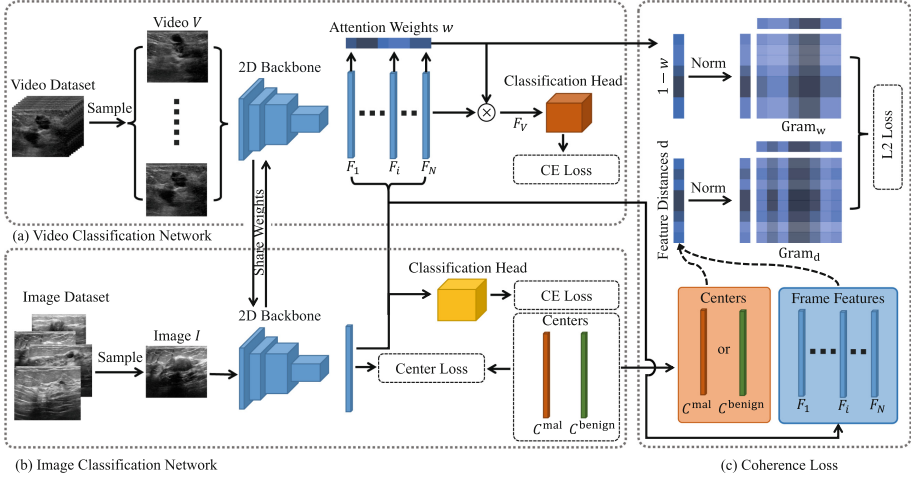 Video V
Attention Weights w
2D Backbone
Video Dataset
Sample
F_V
Classification Head
CE Loss
F_1 F_i F_N
(a) Video Classification Network
Share Weights
Image Dataset
Sample
Image I
2D Backbone
Classification Head
CE Loss
Center Loss
Centers
C^mal C^benign
(b) Image Classification Network
1 − w
Norm
Gram_w
L2 Loss
Feature Distances d
Norm
Gram_d
Centers
or
C^mal C^benign
Frame Features
F_1 F_i F_N
(c) Coherence Loss